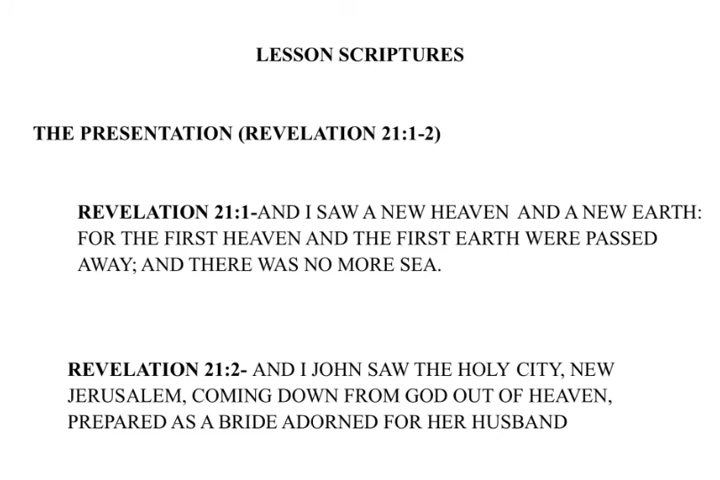 LESSON SCRIPTURES
THE PRESENTATION (REVELATION 21:1-2)
REVELATION 21:1-AND I SAW A NEW HEAVEN AND A NEW EARTH:
FOR THE FIRST HEAVEN AND THE FIRST EARTH WERE PASSED
AWAY; AND THERE WAS NO MORE SEA.
REVELATION 21:2- AND I JOHN SAW THE HOLY CITY, NEW
JERUSALEM, COMING DOWN FROM GOD OUT OF HEAVEN,
PREPARED AS A BRIDE ADORNED FOR HER HUSBAND